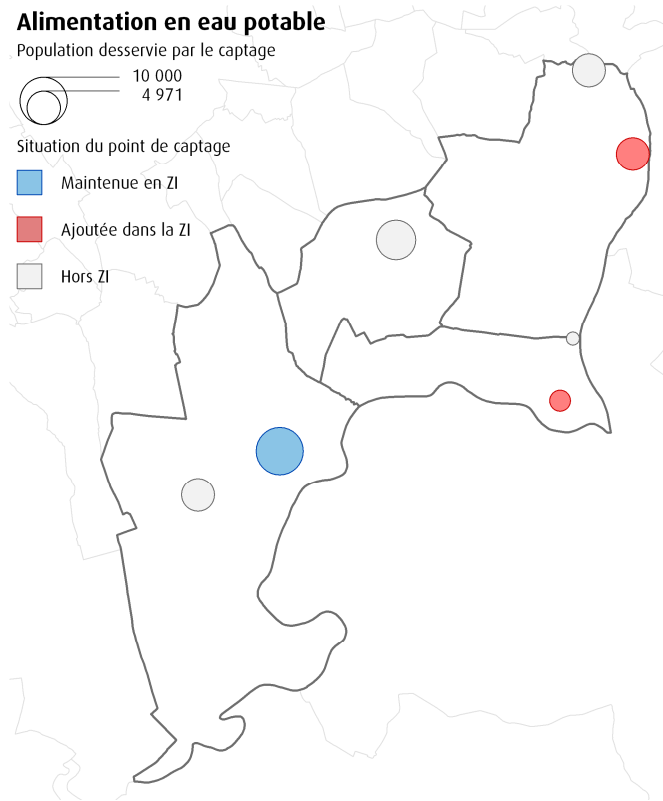 Alimentation en eau potable
Population desservie par le captage
10 000
4 971
Situation du point de captage
Maintenue en ZI
Ajoutée dans la ZI
Hors ZI